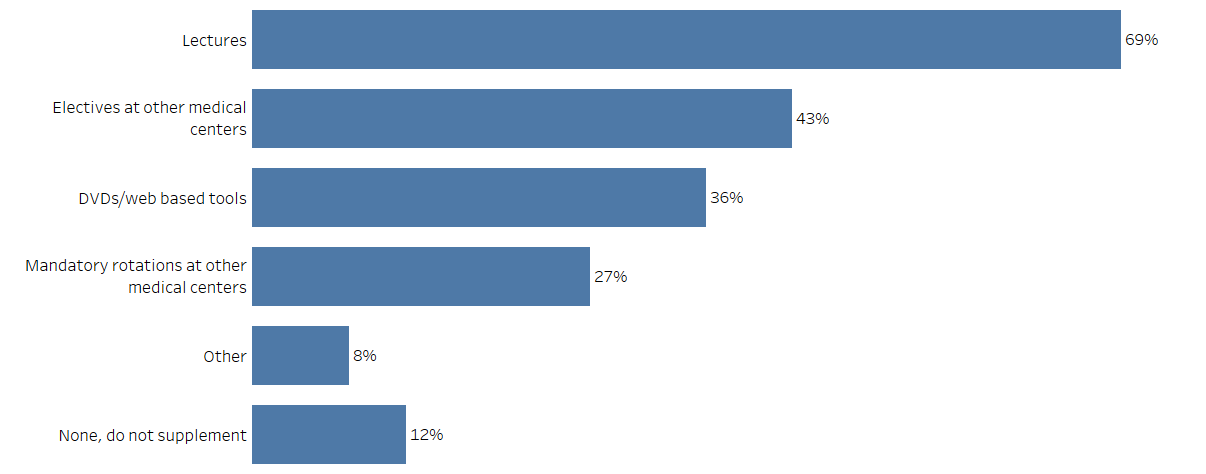 Lectures
69%
Electives at other medical
centers
43%
DVDs/web based tools
36%
Mandatory rotations at other
medical centers
27%
Other
8%
None, do not supplement
12%